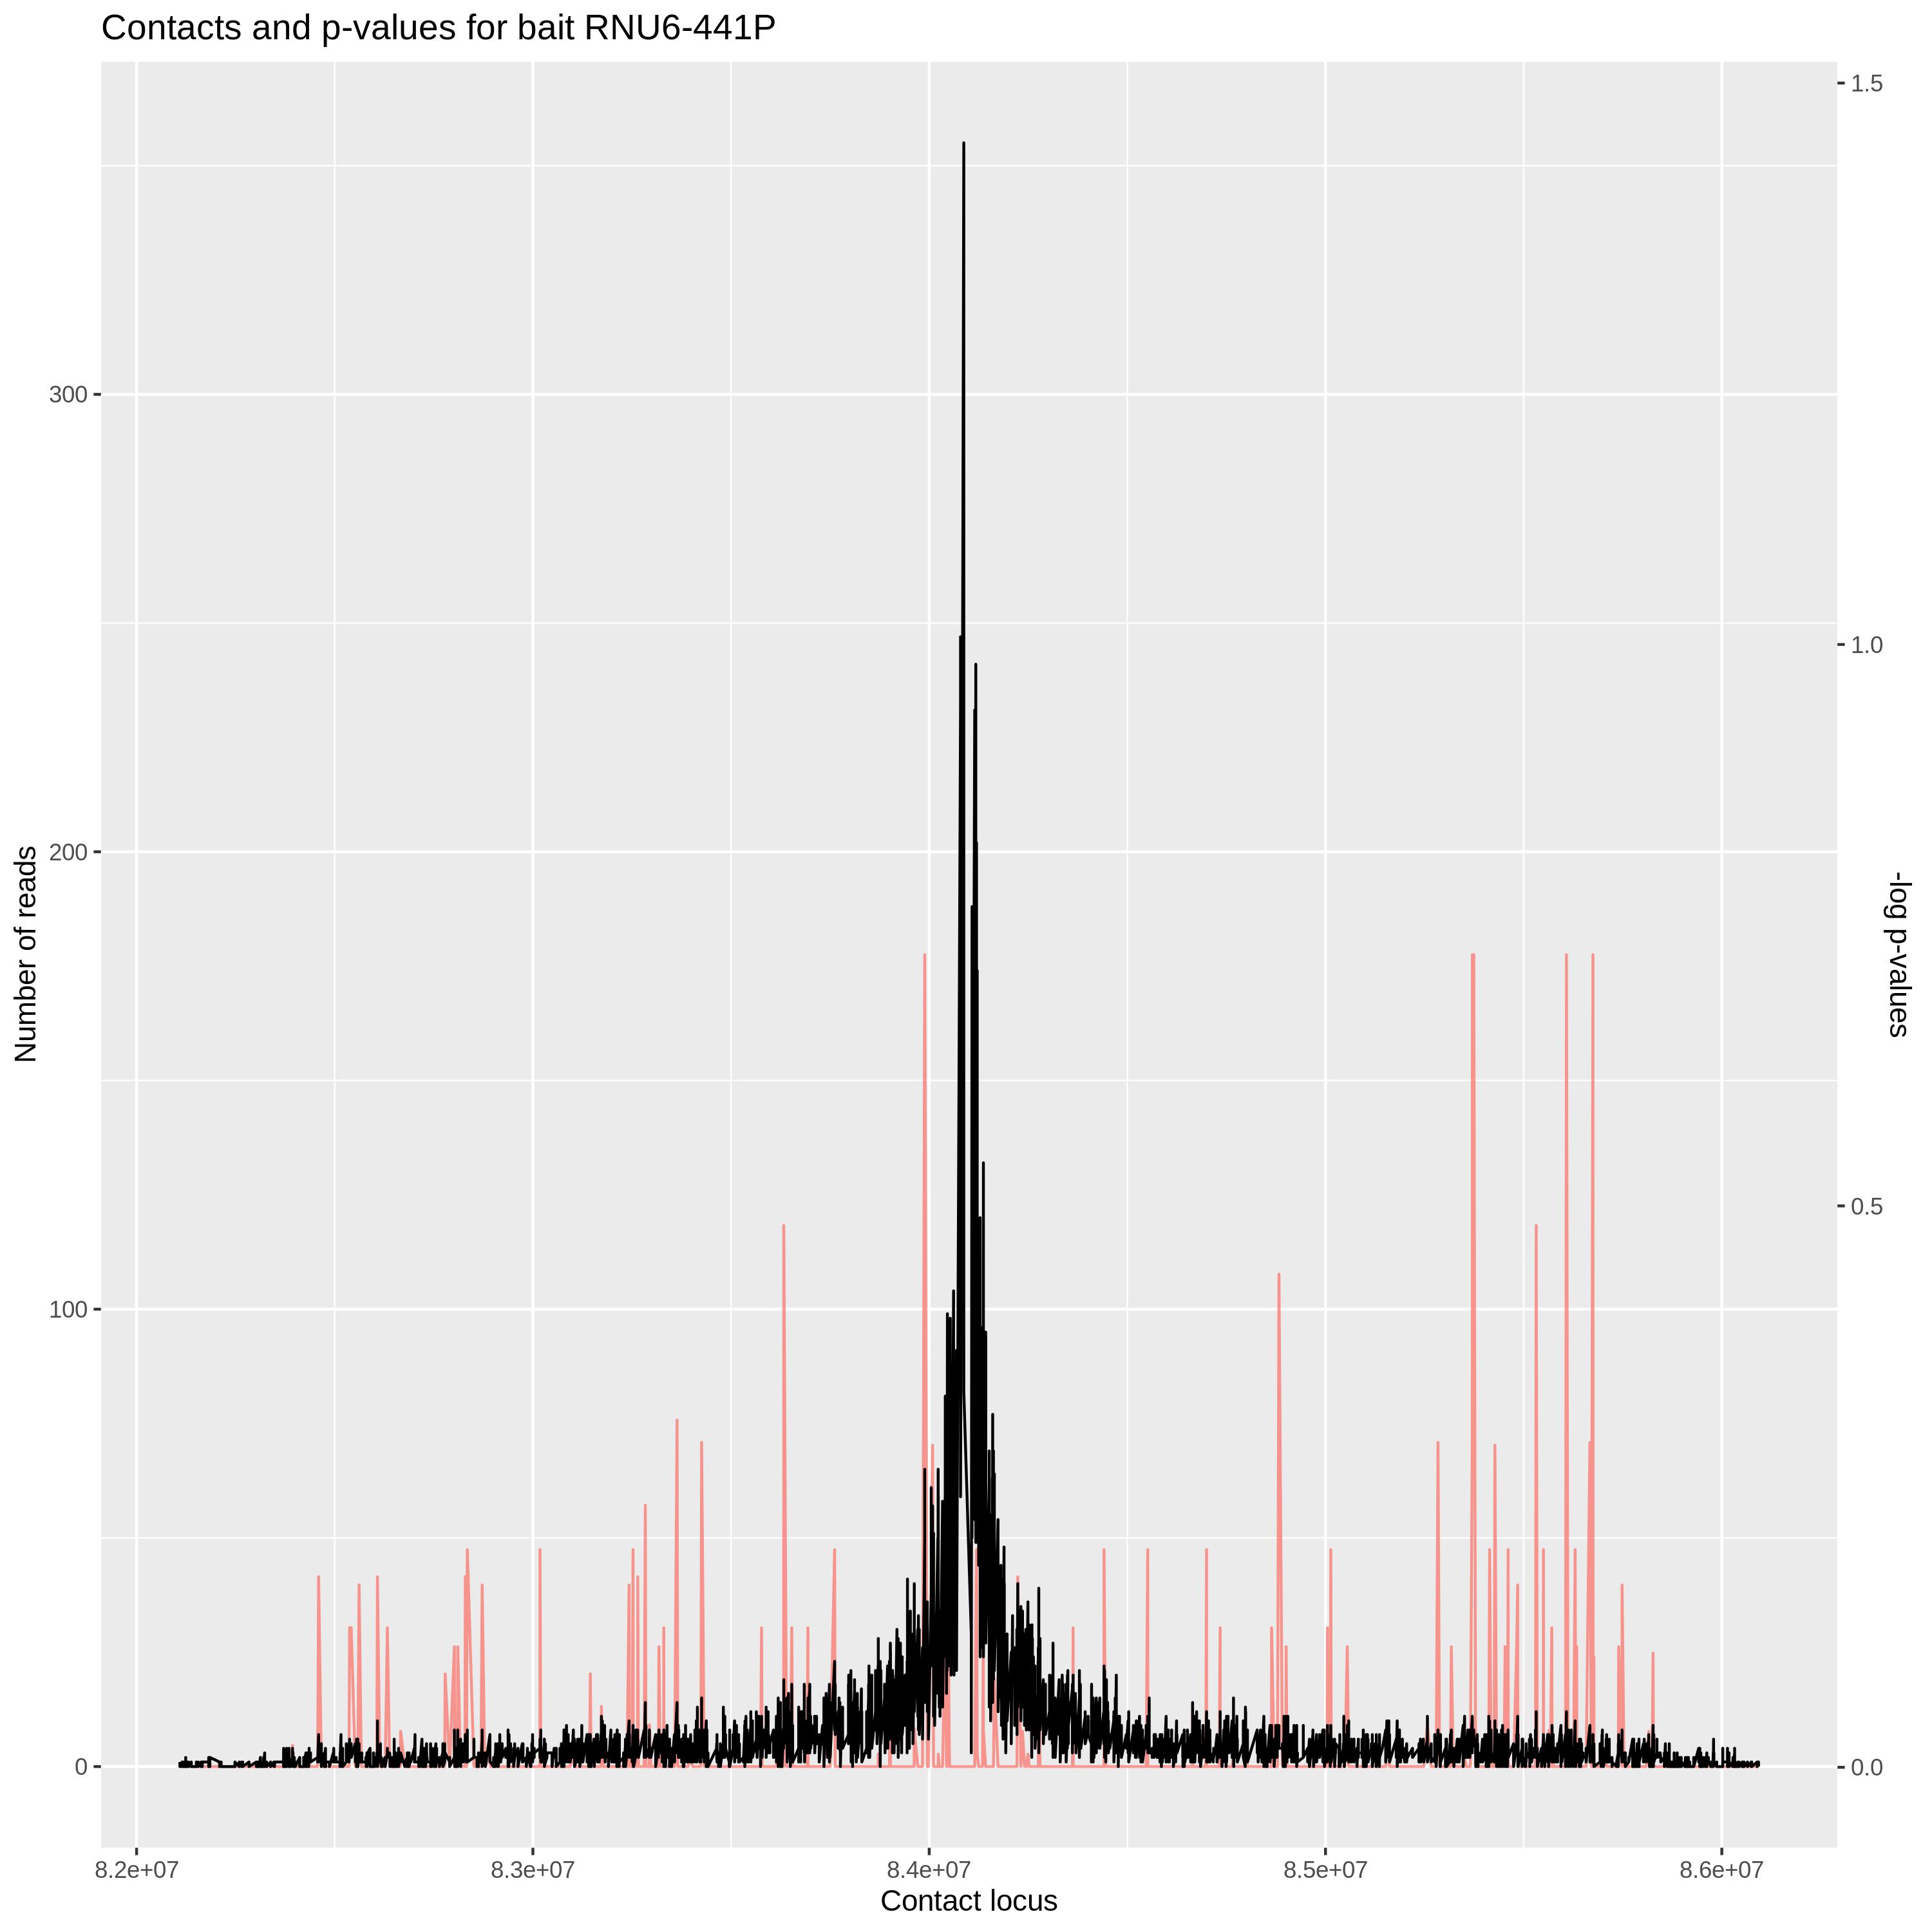 Contacts and p-values for bait RNU6-441P
1.5
300
1.0
200
Number of reads
-log p-values
0.5
100
0
0.0
8.2e+07 8.3e+07 8.4e+07 8.5e+07 8.6e+07
Contact locus